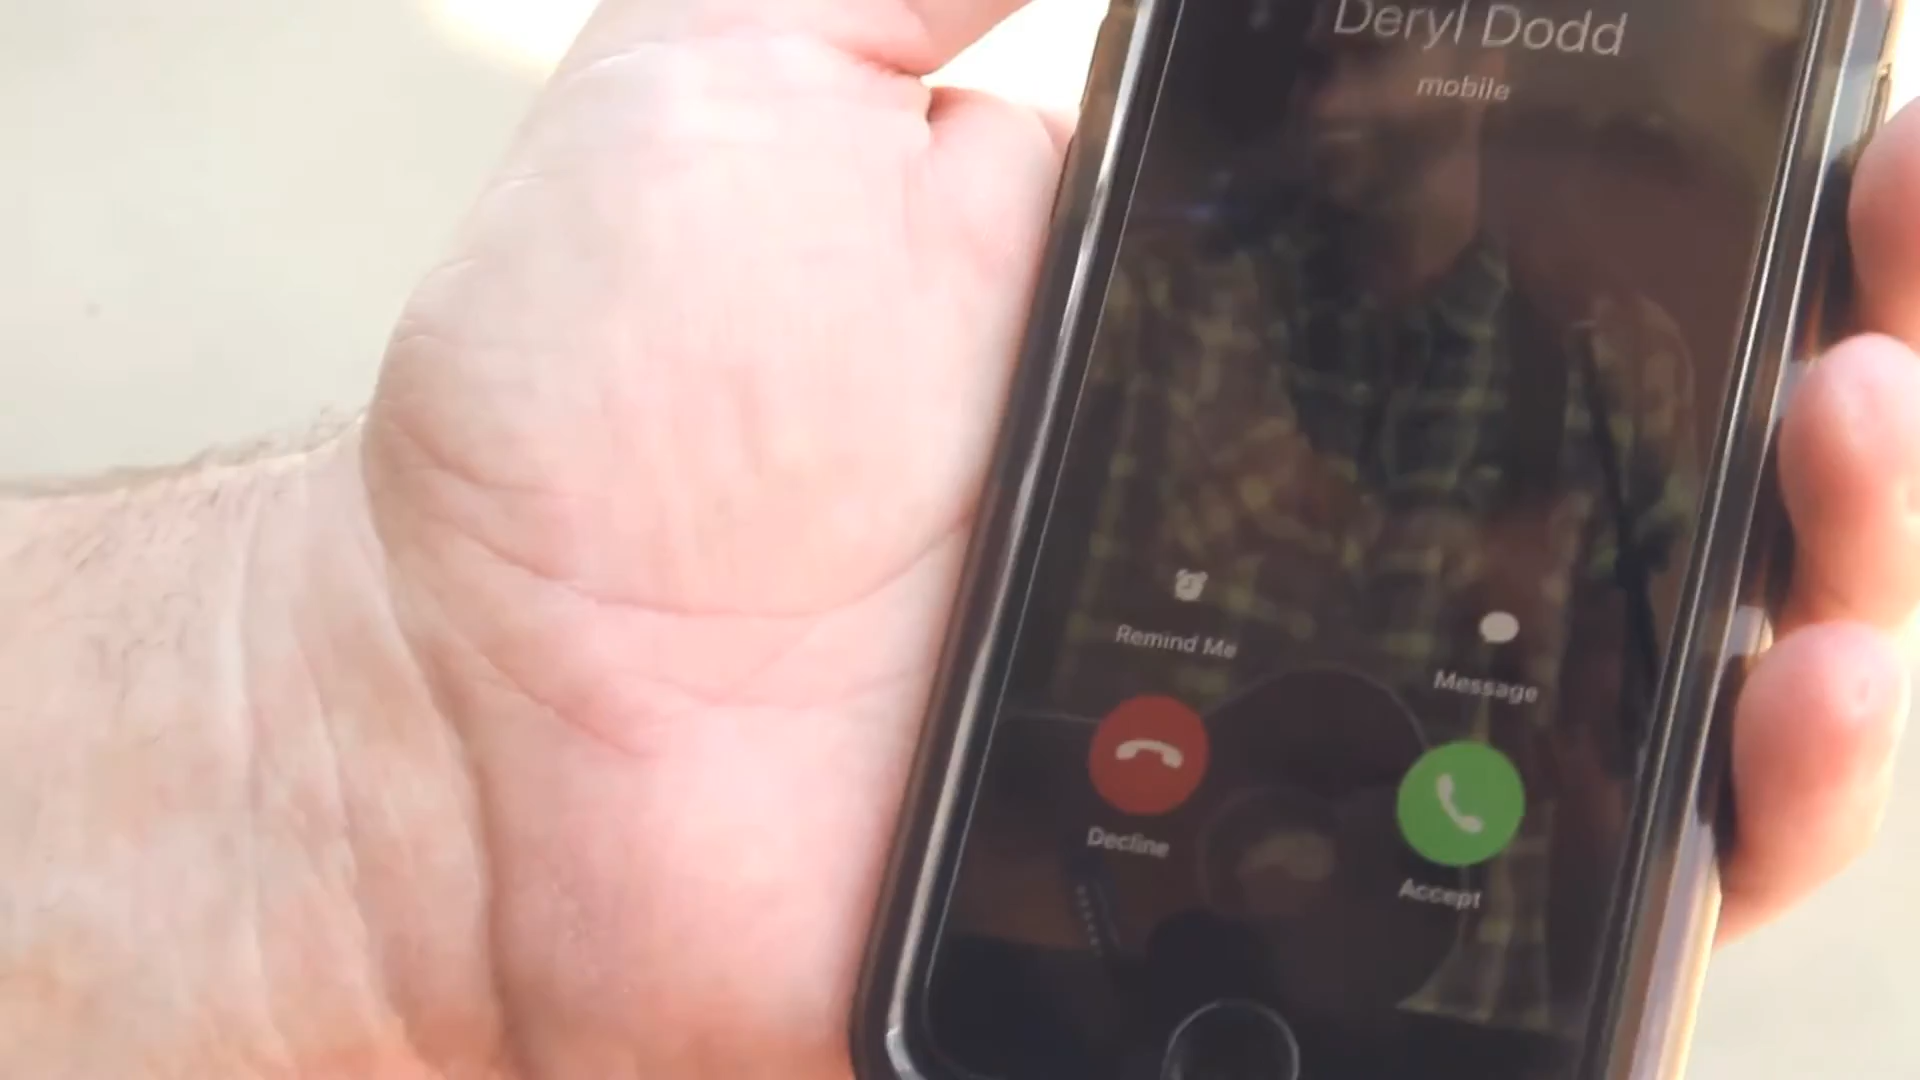 Deryl Dodd
mobile
Remind Me
Message
Decline
Accept